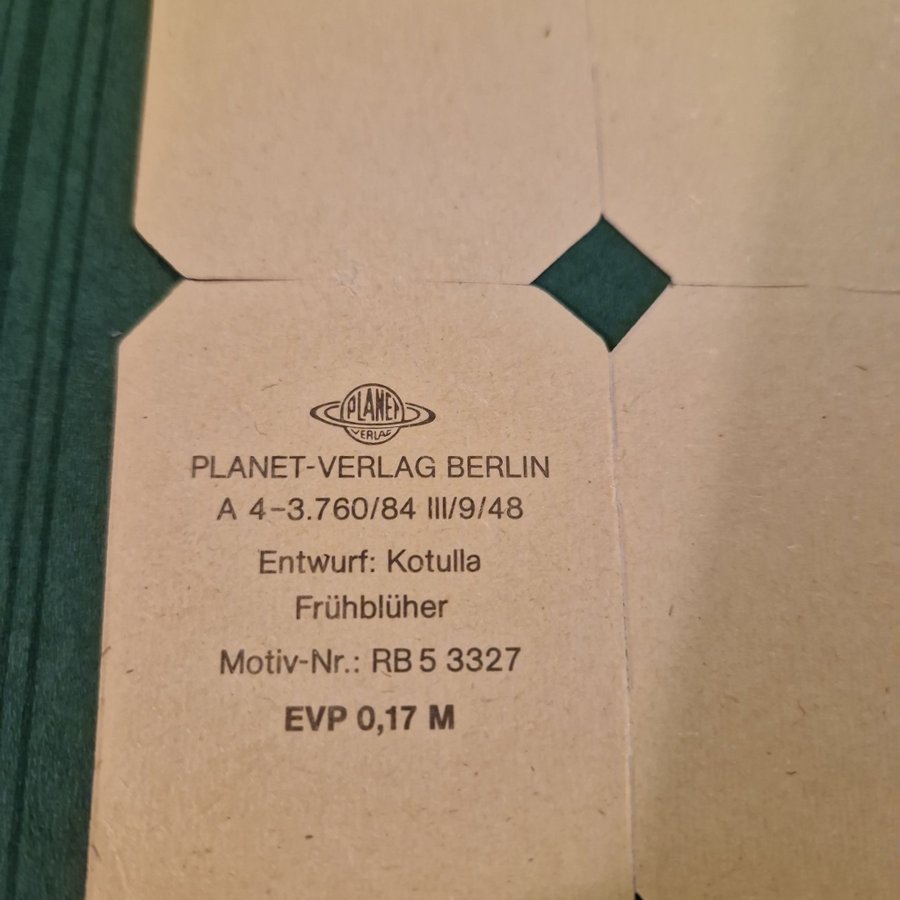 PLANET
VERLAG
PLANET-VERLAG BERLIN
A 4-3.760/84 III/9/48
Entwurf: Kotulla
Frühblüher
Motiv-Nr.: RB 5 3327
EVP 0,17 M